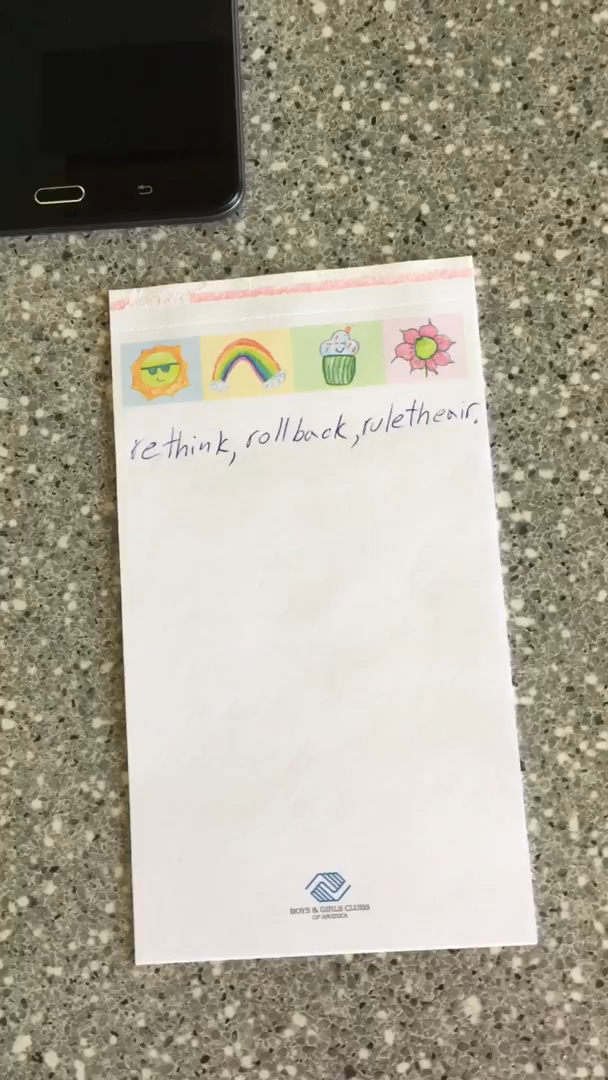 rethink, rollback, ruletheair.
BOYS & GIRLS CLUBS
OF AMERICA